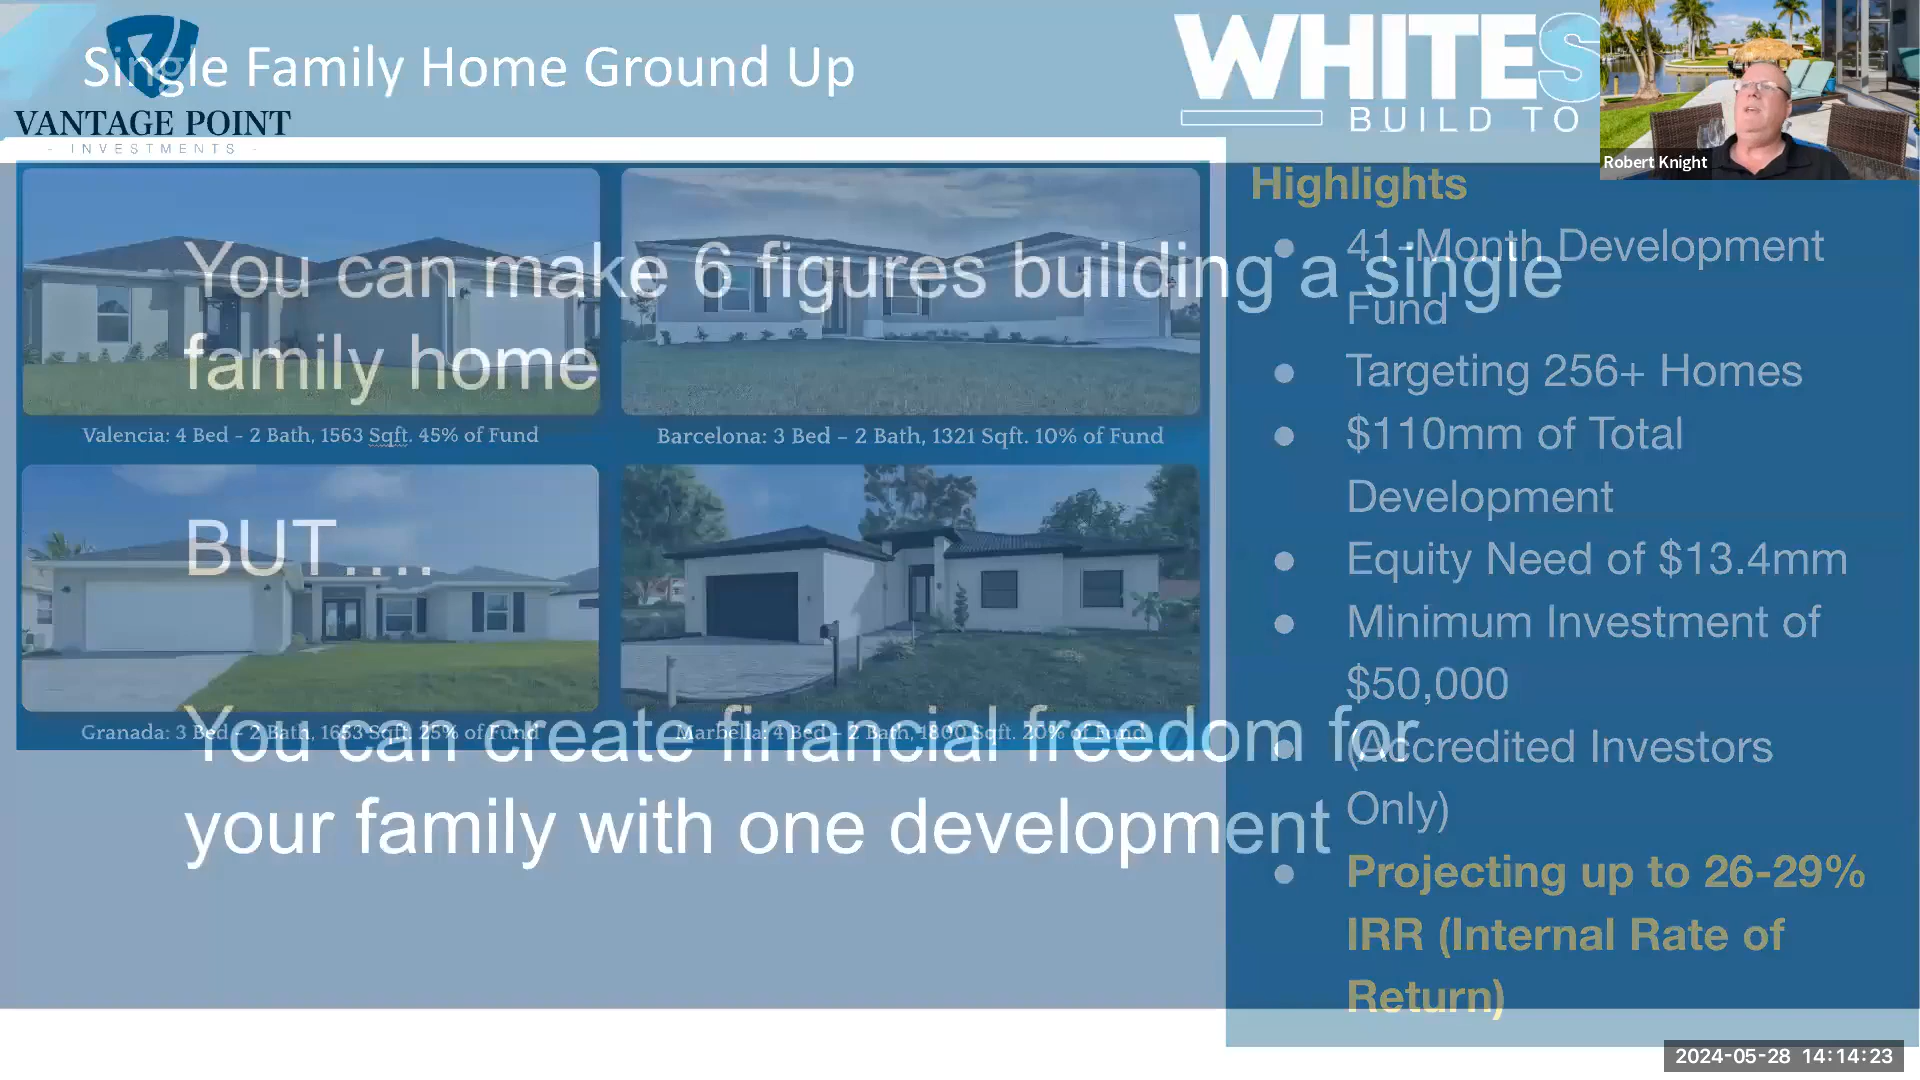 Single Family Home Ground Up
VANTAGE POINT
- INVESTMENTS -
WHITES
BUILD TO
Robert Knight
You can make 6 figures building a single
family home
BUT....
You can create financial freedom for
your family with one development
Valencia: 4 Bed – 2 Bath, 1563 Sqft. 45% of Fund
Barcelona: 3 Bed – 2 Bath, 1321 Sqft. 10% of Fund
Granada: 3 Bed – 2 Bath, 1653 Sqft. 25% of Fund
Marbella: 4 Bed – 2 Bath, 1800 Sqft. 20% of Fund
Highlights
● 41-Month Development
Fund
● Targeting 256+ Homes
● $110mm of Total
Development
● Equity Need of $13.4mm
● Minimum Investment of
$50,000
● (Accredited Investors
Only)
● Projecting up to 26-29%
IRR (Internal Rate of
Return)
2024-05-28 14:14:23